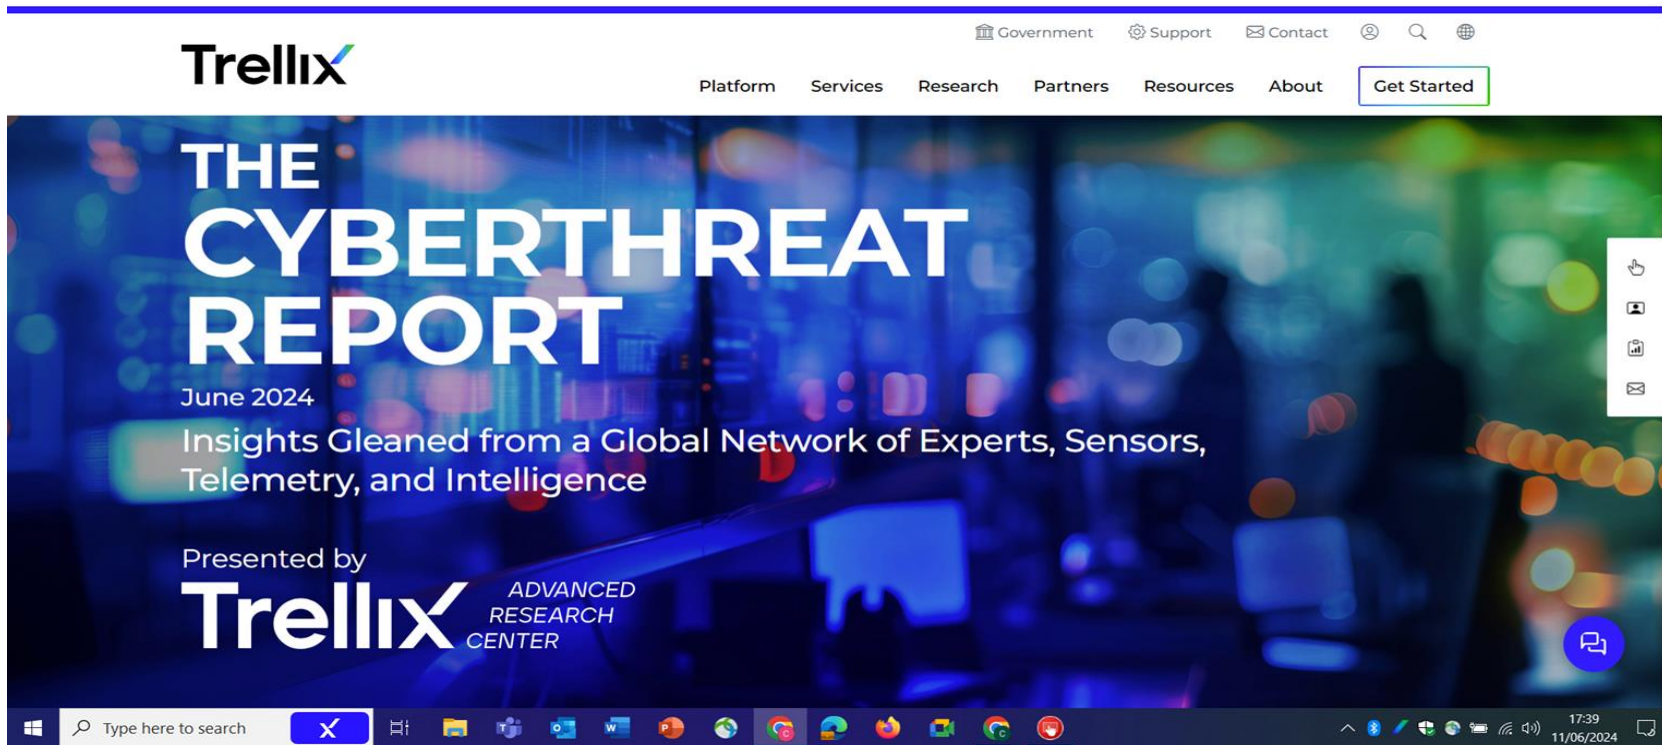 Government Support Contact
Trellix
Platform Services Research Partners Resources About Get Started
THE
CYBERTHREAT
REPORT
June 2024
Insights Gleaned from a Global Network of Experts, Sensors,
Telemetry, and Intelligence
Presented by
Trellix ADVANCED
RESEARCH
CENTER
Type here to search
17:39
11/06/2024